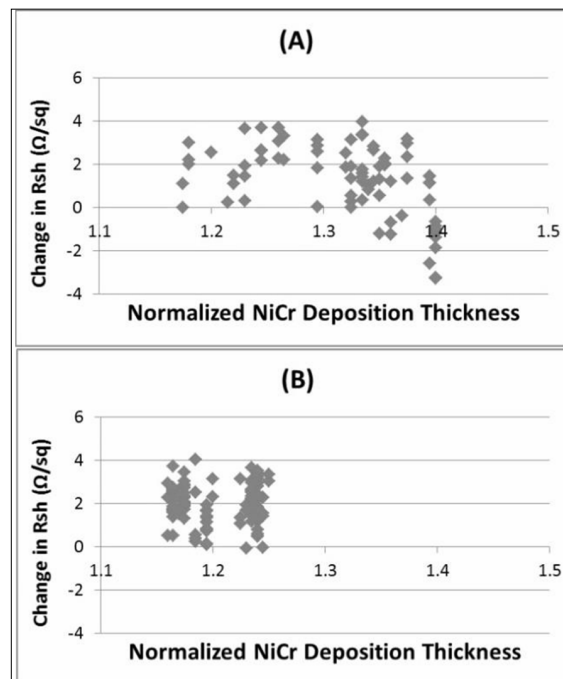 (A)
6
4
2
0
1.1 1.2 1.3 1.4 1.5
-2
-4
Change in Rsh (Ω/sq)
Normalized NiCr Deposition Thickness
(B)
6
4
2
0
1.1 1.2 1.3 1.4 1.5
-2
-4
Change in Rsh (Ω/sq)
Normalized NiCr Deposition Thickness